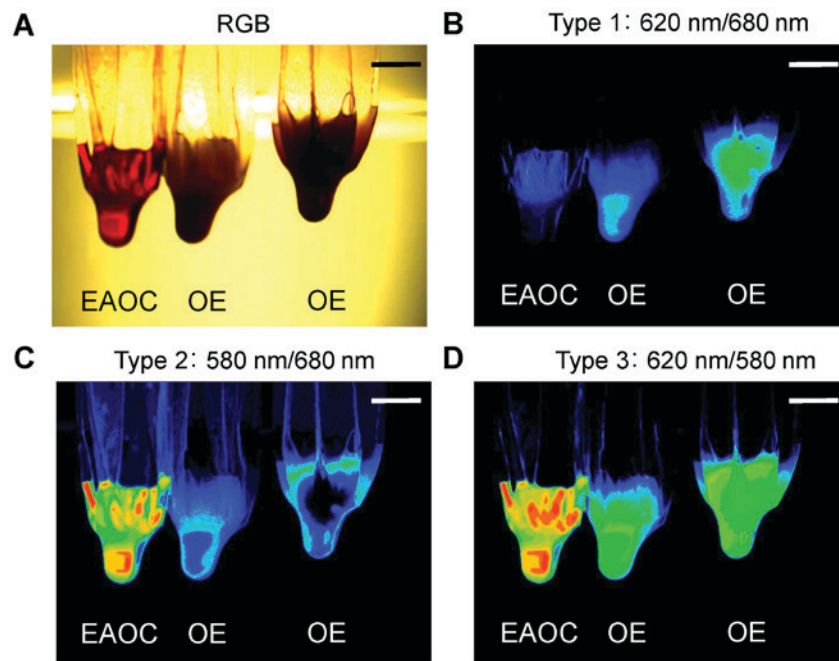 A RGB
EAOC OE OE
B Type 1: 620 nm/680 nm
EAOC OE OE
C Type 2: 580 nm/680 nm
EAOC OE OE
D Type 3: 620 nm/580 nm
EAOC OE OE